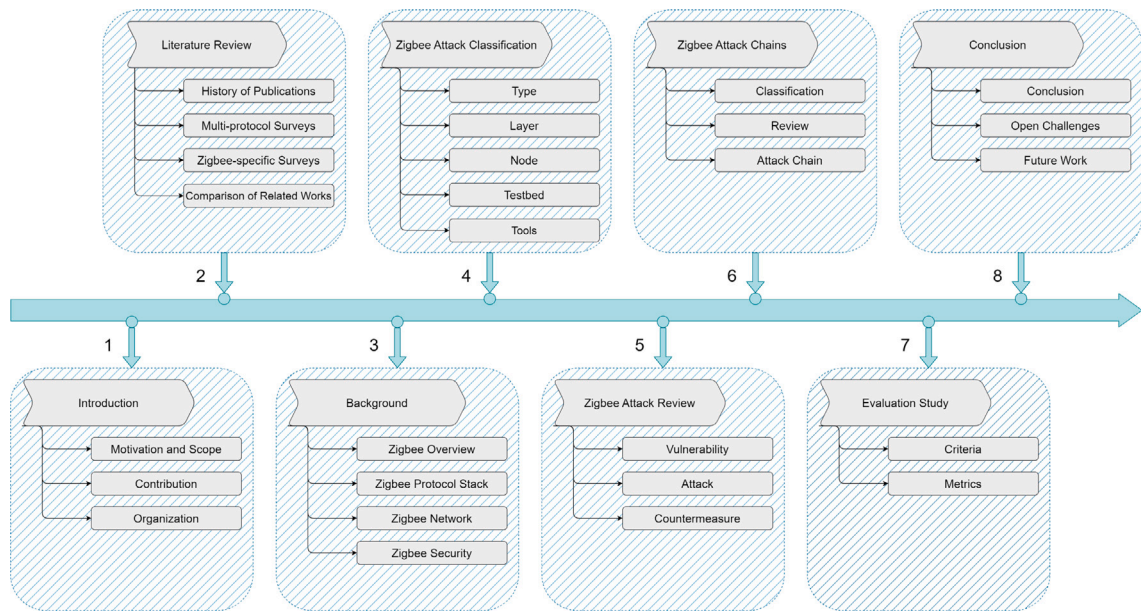 Literature Review
History of Publications
Multi-protocol Surveys
Zigbee-specific Surveys
Comparison of Related Works
Zigbee Attack Classification
Type
Layer
Node
Testbed
Tools
Zigbee Attack Chains
Classification
Review
Attack Chain
Conclusion
Conclusion
Open Challenges
Future Work
2
4
6
8
1
3
5
7
Introduction
Motivation and Scope
Contribution
Organization
Background
Zigbee Overview
Zigbee Protocol Stack
Zigbee Network
Zigbee Security
Zigbee Attack Review
Vulnerability
Attack
Countermeasure
Evaluation Study
Criteria
Metrics